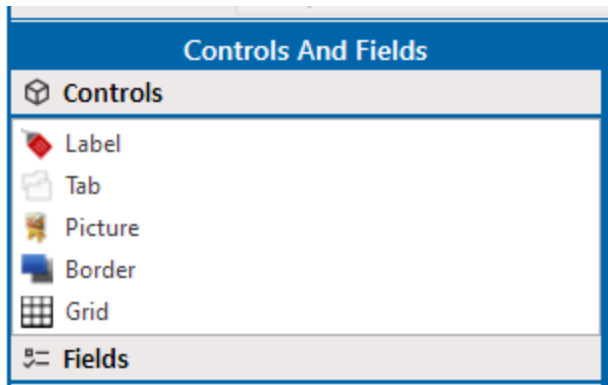 Controls And Fields
Controls
Label
Tab
Picture
Border
Grid
Fields